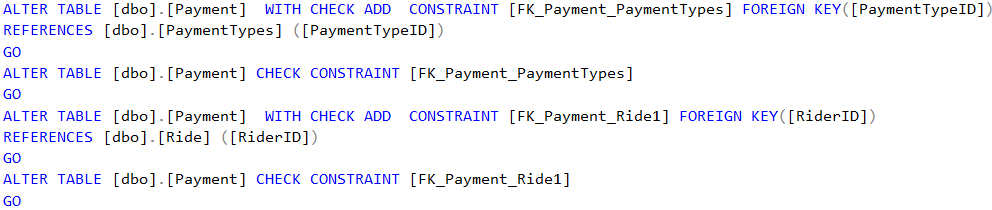 ALTER TABLE [dbo].[Payment]  WITH CHECK ADD  CONSTRAINT [FK_Payment_PaymentTypes] FOREIGN KEY([PaymentTypeID])
REFERENCES [dbo].[PaymentTypes] ([PaymentTypeID])
GO
ALTER TABLE [dbo].[Payment] CHECK CONSTRAINT [FK_Payment_PaymentTypes]
GO
ALTER TABLE [dbo].[Payment]  WITH CHECK ADD  CONSTRAINT [FK_Payment_Ride1] FOREIGN KEY([RiderID])
REFERENCES [dbo].[Ride] ([RiderID])
GO
ALTER TABLE [dbo].[Payment] CHECK CONSTRAINT [FK_Payment_Ride1]
GO